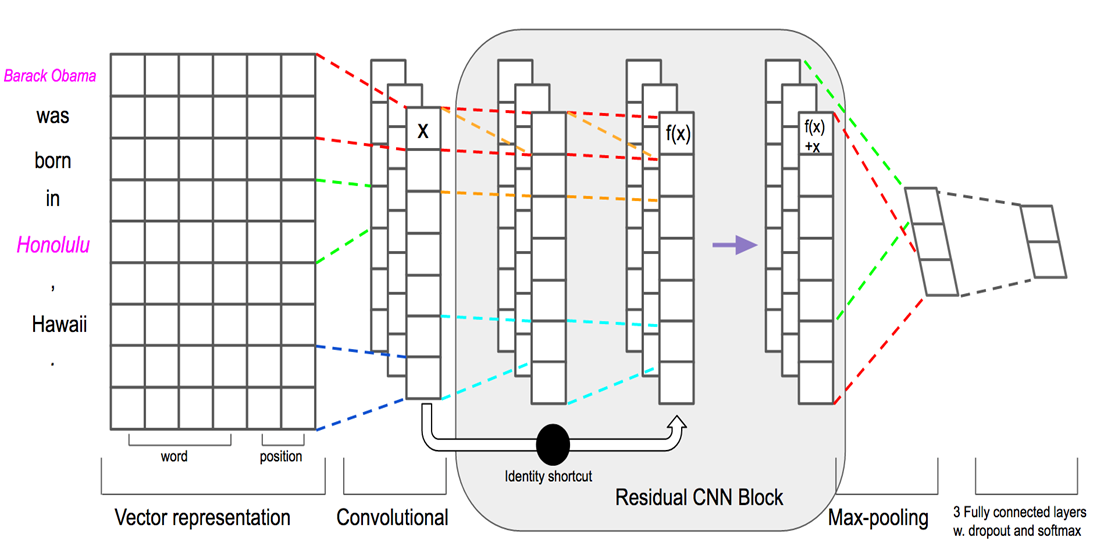 Barack Obama
was
born
in
Honolulu
,
Hawaii
.
X
f(x)
f(x)
+x
word
position
Identity shortcut
Residual CNN Block
Vector representation
Convolutional
Max-pooling
3 Fully connected layers
w. dropout and softmax